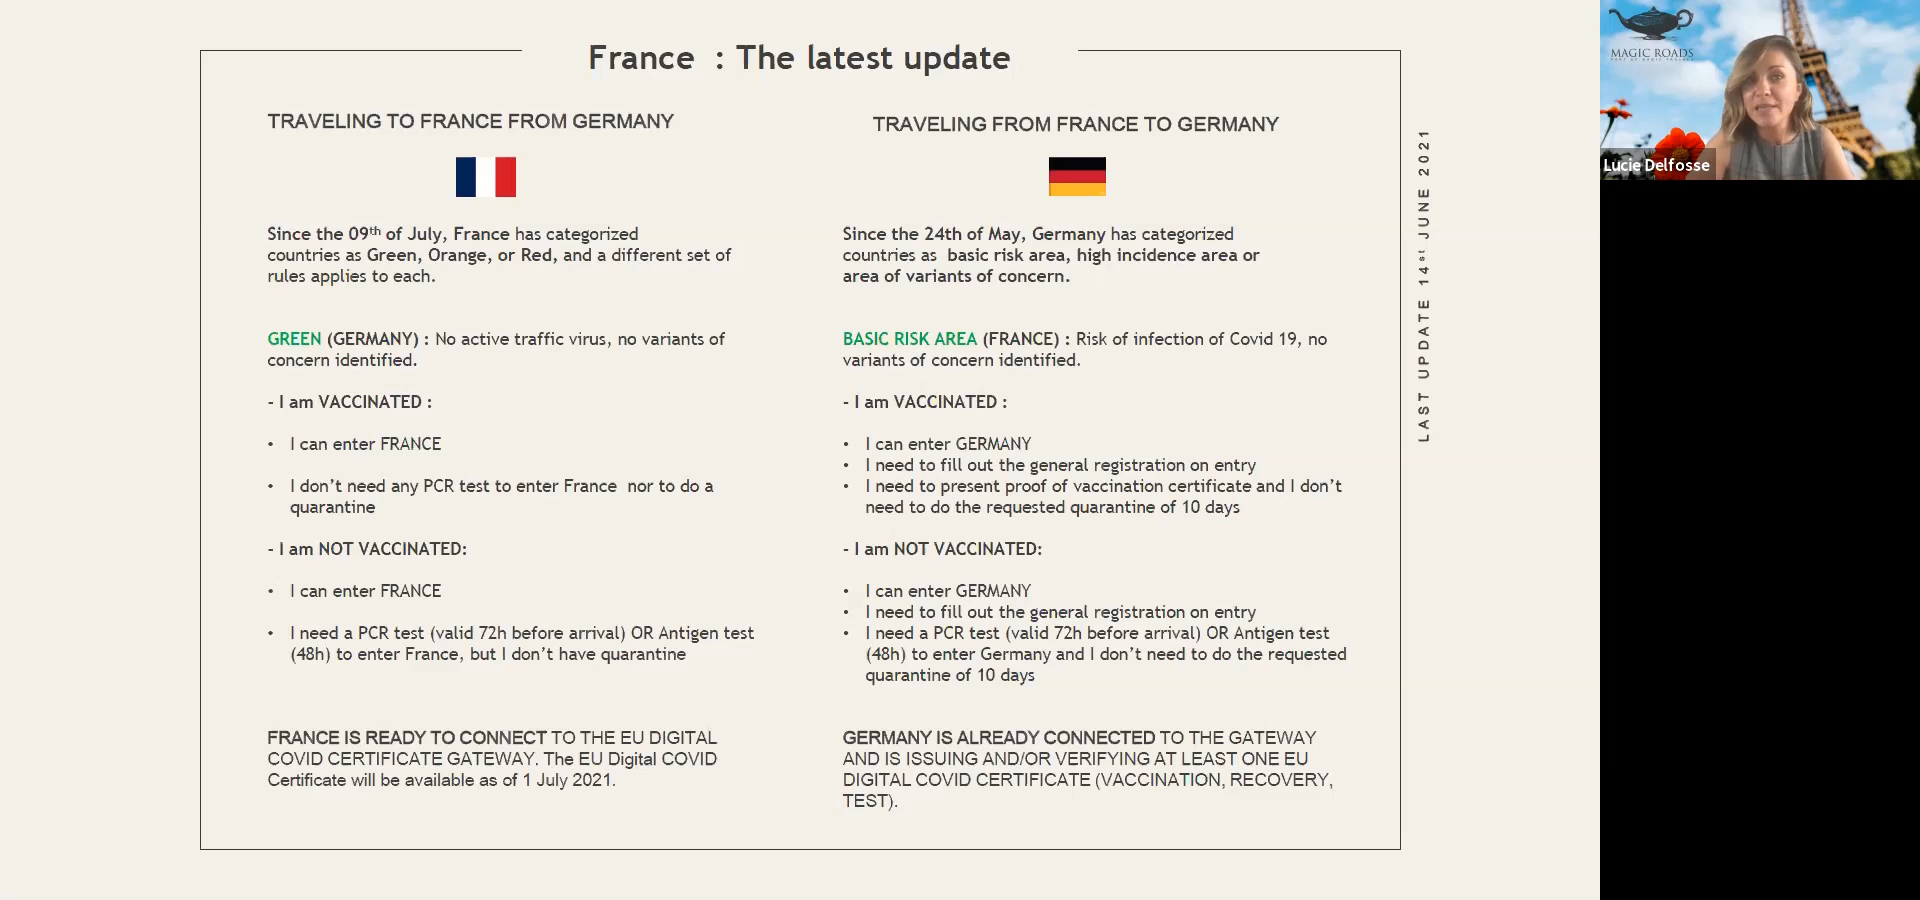 France : The latest update
TRAVELING TO FRANCE FROM GERMANY
Since the 09th of July, France has categorized
countries as Green, Orange, or Red, and a different set of
rules applies to each.
GREEN (GERMANY) : No active traffic virus, no variants of
concern identified.
- I am VACCINATED :
• I can enter FRANCE
• I don’t need any PCR test to enter France nor to do a
quarantine
- I am NOT VACCINATED:
• I can enter FRANCE
• I need a PCR test (valid 72h before arrival) OR Antigen test
(48h) to enter France, but I don’t have quarantine
FRANCE IS READY TO CONNECT TO THE EU DIGITAL
COVID CERTIFICATE GATEWAY. The EU Digital COVID
Certificate will be available as of 1 July 2021.
TRAVELING FROM FRANCE TO GERMANY
Since the 24th of May, Germany has categorized
countries as basic risk area, high incidence area or
area of variants of concern.
BASIC RISK AREA (FRANCE) : Risk of infection of Covid 19, no
variants of concern identified.
- I am VACCINATED :
• I can enter GERMANY
• I need to fill out the general registration on entry
• I need to present proof of vaccination certificate and I don’t
need to do the requested quarantine of 10 days
- I am NOT VACCINATED:
• I can enter GERMANY
• I need to fill out the general registration on entry
• I need a PCR test (valid 72h before arrival) OR Antigen test
(48h) to enter Germany and I don’t need to do the requested
quarantine of 10 days
GERMANY IS ALREADY CONNECTED TO THE GATEWAY
AND IS ISSUING AND/OR VERIFYING AT LEAST ONE EU
DIGITAL COVID CERTIFICATE (VACCINATION, RECOVERY,
TEST).
LAST UPDATE 14st JUNE 2021
MAGIC ROADS
Lucie Delfosse